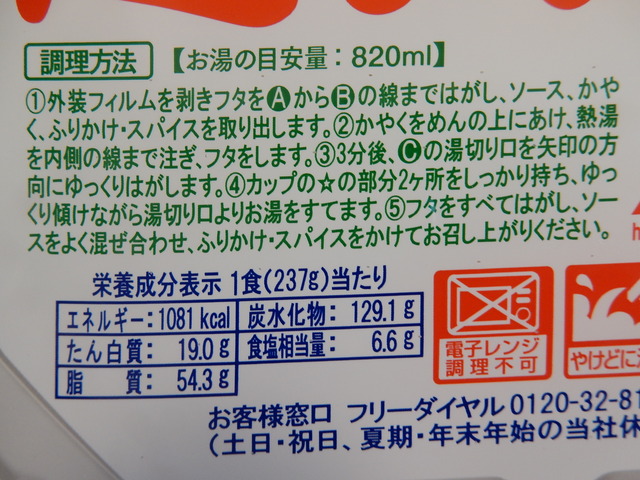 調理方法 【お湯の目安量：820ml】
①外装フィルムを剥きフタをⒶからⒷの線まではがし、ソース、かや
く、ふりかけ・スパイスを取り出します。②かやくをめんの上にあけ、熱湯
を内側の線まで注ぎ、フタをします。③3分後、Ⓒの湯切り口を矢印の方
向にゆっくりはがします。④カップの☆の部分2ヶ所をしっかり持ち、ゆっ
くり傾けながら湯切り口よりお湯をすてます。⑤フタをすべてはがし、ソー
スをよく混ぜ合わせ、ふりかけ・スパイスをかけてお召し上がりください。
栄養成分表示 1食(237g)当たり
エネルギー：1081 kcal 炭水化物：129.1g
たん白質：19.0g 食塩相当量：6.6g
脂質：54.3g
電子レンジ
調理不可
やけどに
お客様窓口 フリーダイヤル 0120-32-81
(土日・祝日、夏期・年末年始の当社休